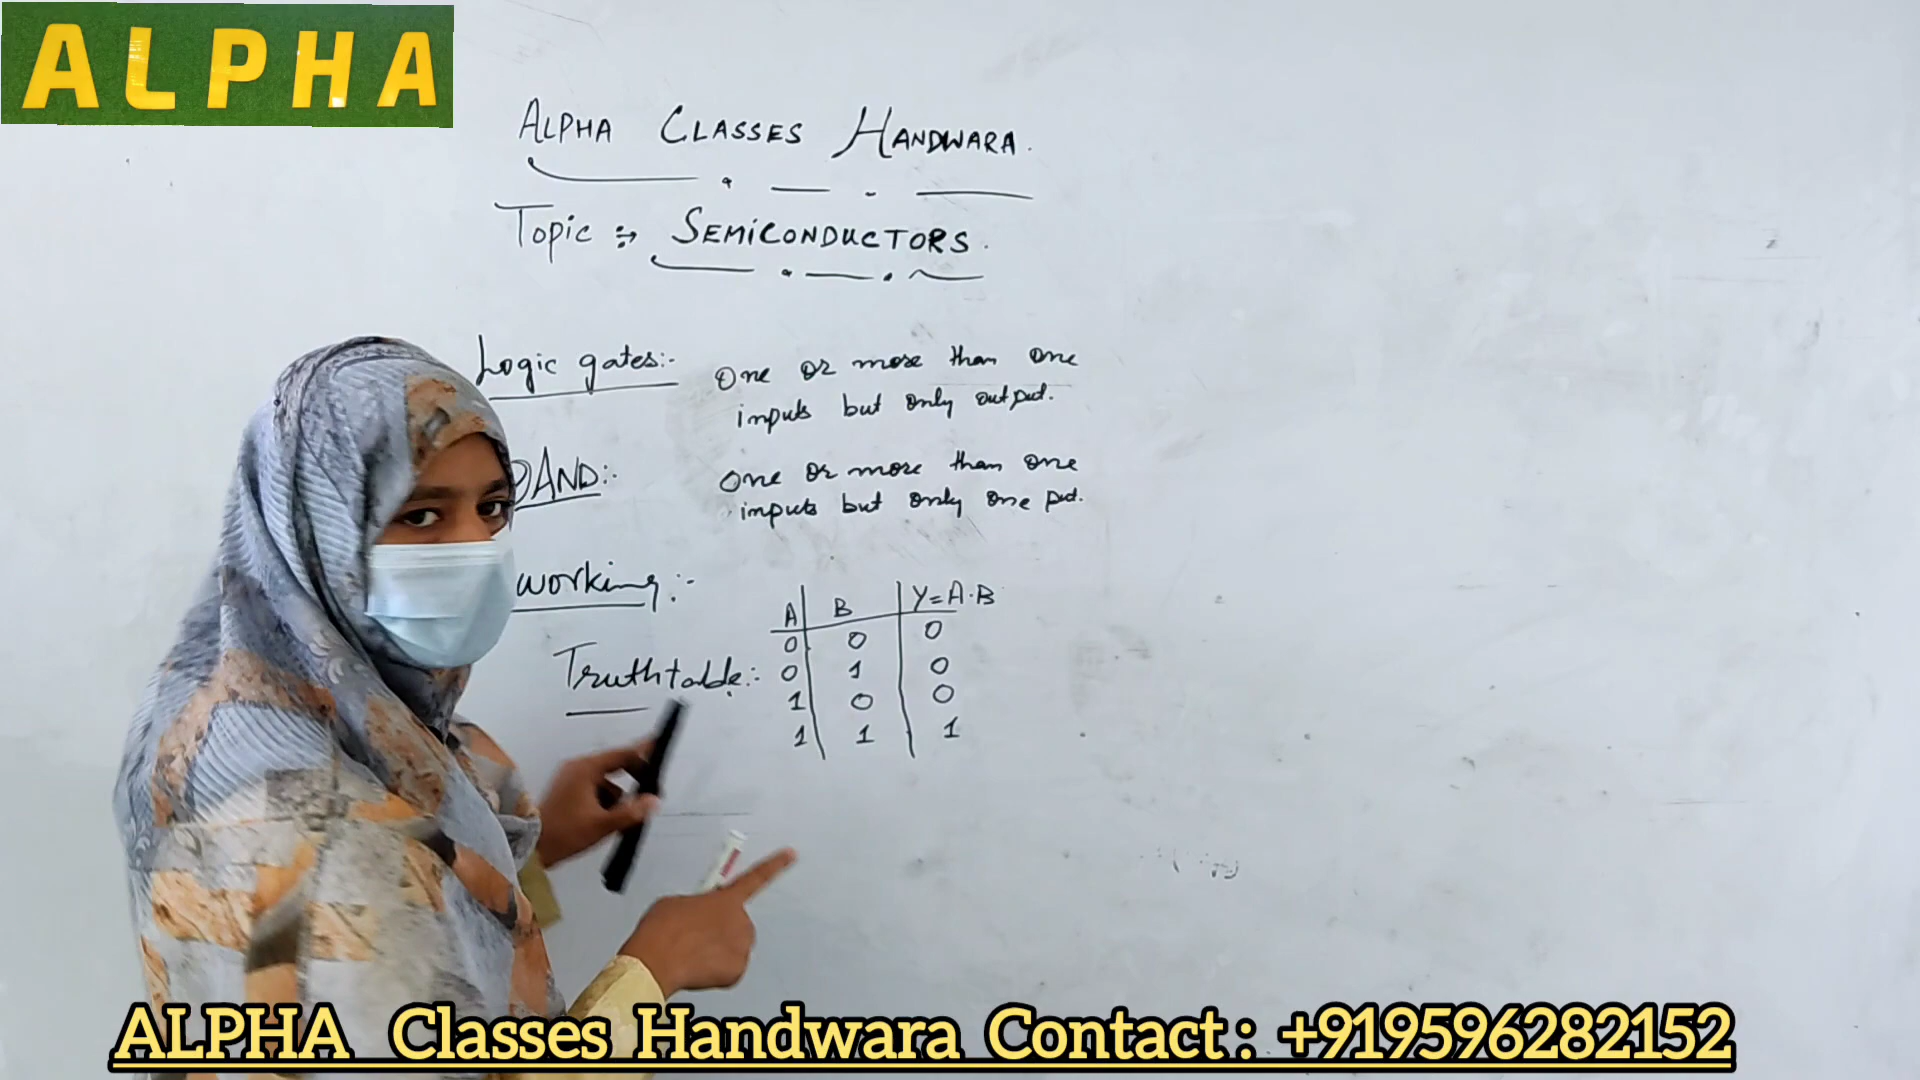 ALPHA
ALPHA CLASSES HANDWARA.
Topic :→ SEMICONDUCTORS.
Logic gates:- one or more than one
inputs but only output.
AND:- one or more than one
inputs but only one put.
working:-
Truthtable:-
A B Y=A.B
0 0 0
0 1 0
1 0 0
1 1 1
ALPHA Classes Handwara Contact : +919596282152